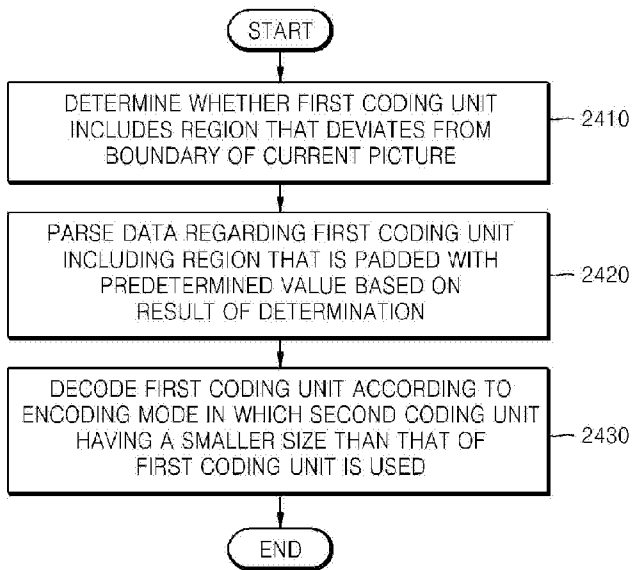 START
DETERMINE WHETHER FIRST CODING UNIT
INCLUDES REGION THAT DEVIATES FROM
BOUNDARY OF CURRENT PICTURE
2410
PARSE DATA REGARDING FIRST CODING UNIT
INCLUDING REGION THAT IS PADDED WITH
PREDETERMINED VALUE BASED ON
RESULT OF DETERMINATION
2420
DECODE FIRST CODING UNIT ACCORDING TO
ENCODING MODE IN WHICH SECOND CODING UNIT
HAVING A SMALLER SIZE THAN THAT OF
FIRST CODING UNIT IS USED
2430
END